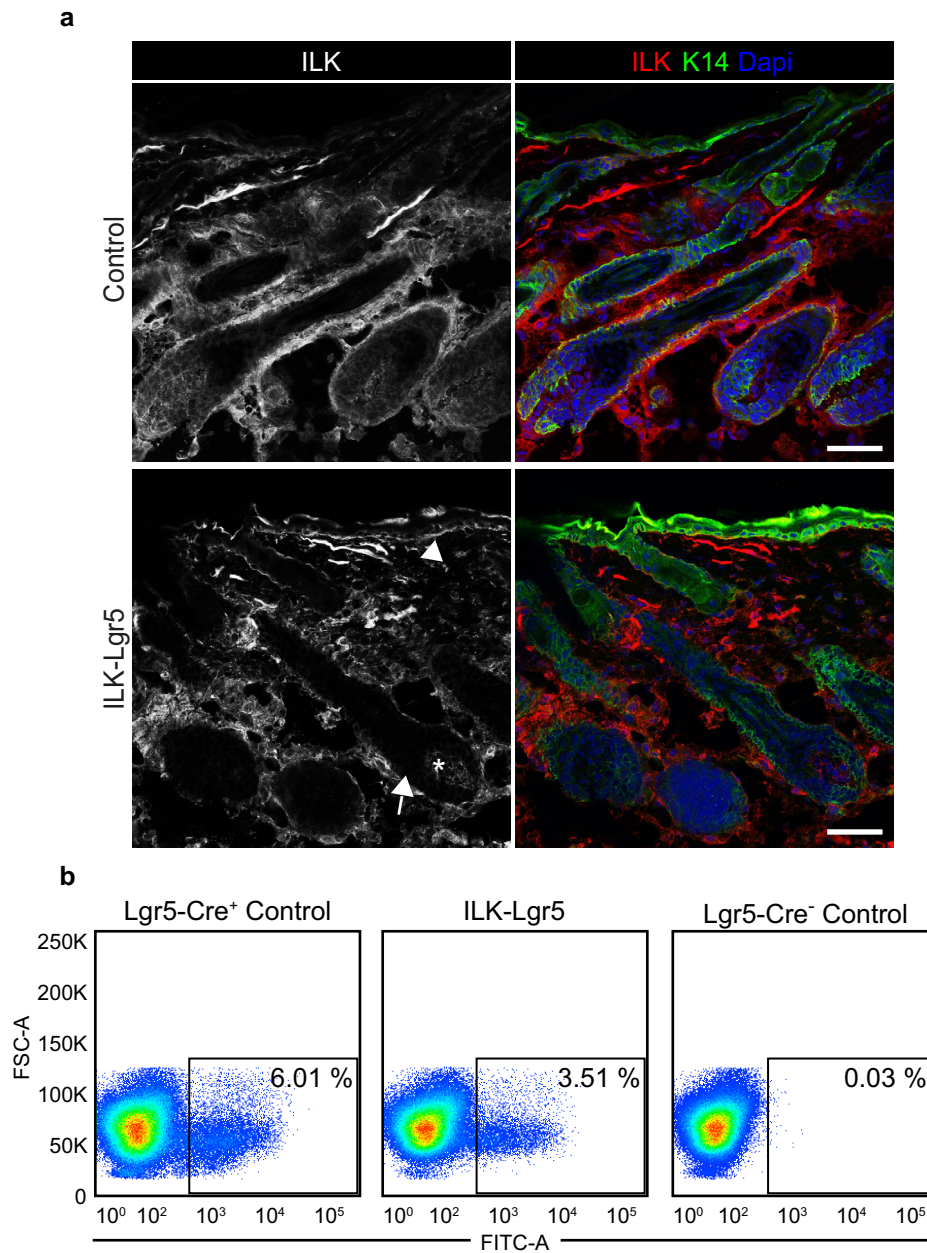 a
ILK
ILK K14 Dapi
Control
ILK-Lgr5
*
b
Lgr5-Cre⁺ Control
ILK-Lgr5
Lgr5-Cre⁻ Control
250K
200K
150K
100K
50K
0
FSC-A
6.01 %
3.51 %
0.03 %
10⁰ 10² 10³ 10⁴ 10⁵
10⁰ 10² 10³ 10⁴ 10⁵
10⁰ 10² 10³ 10⁴ 10⁵
FITC-A